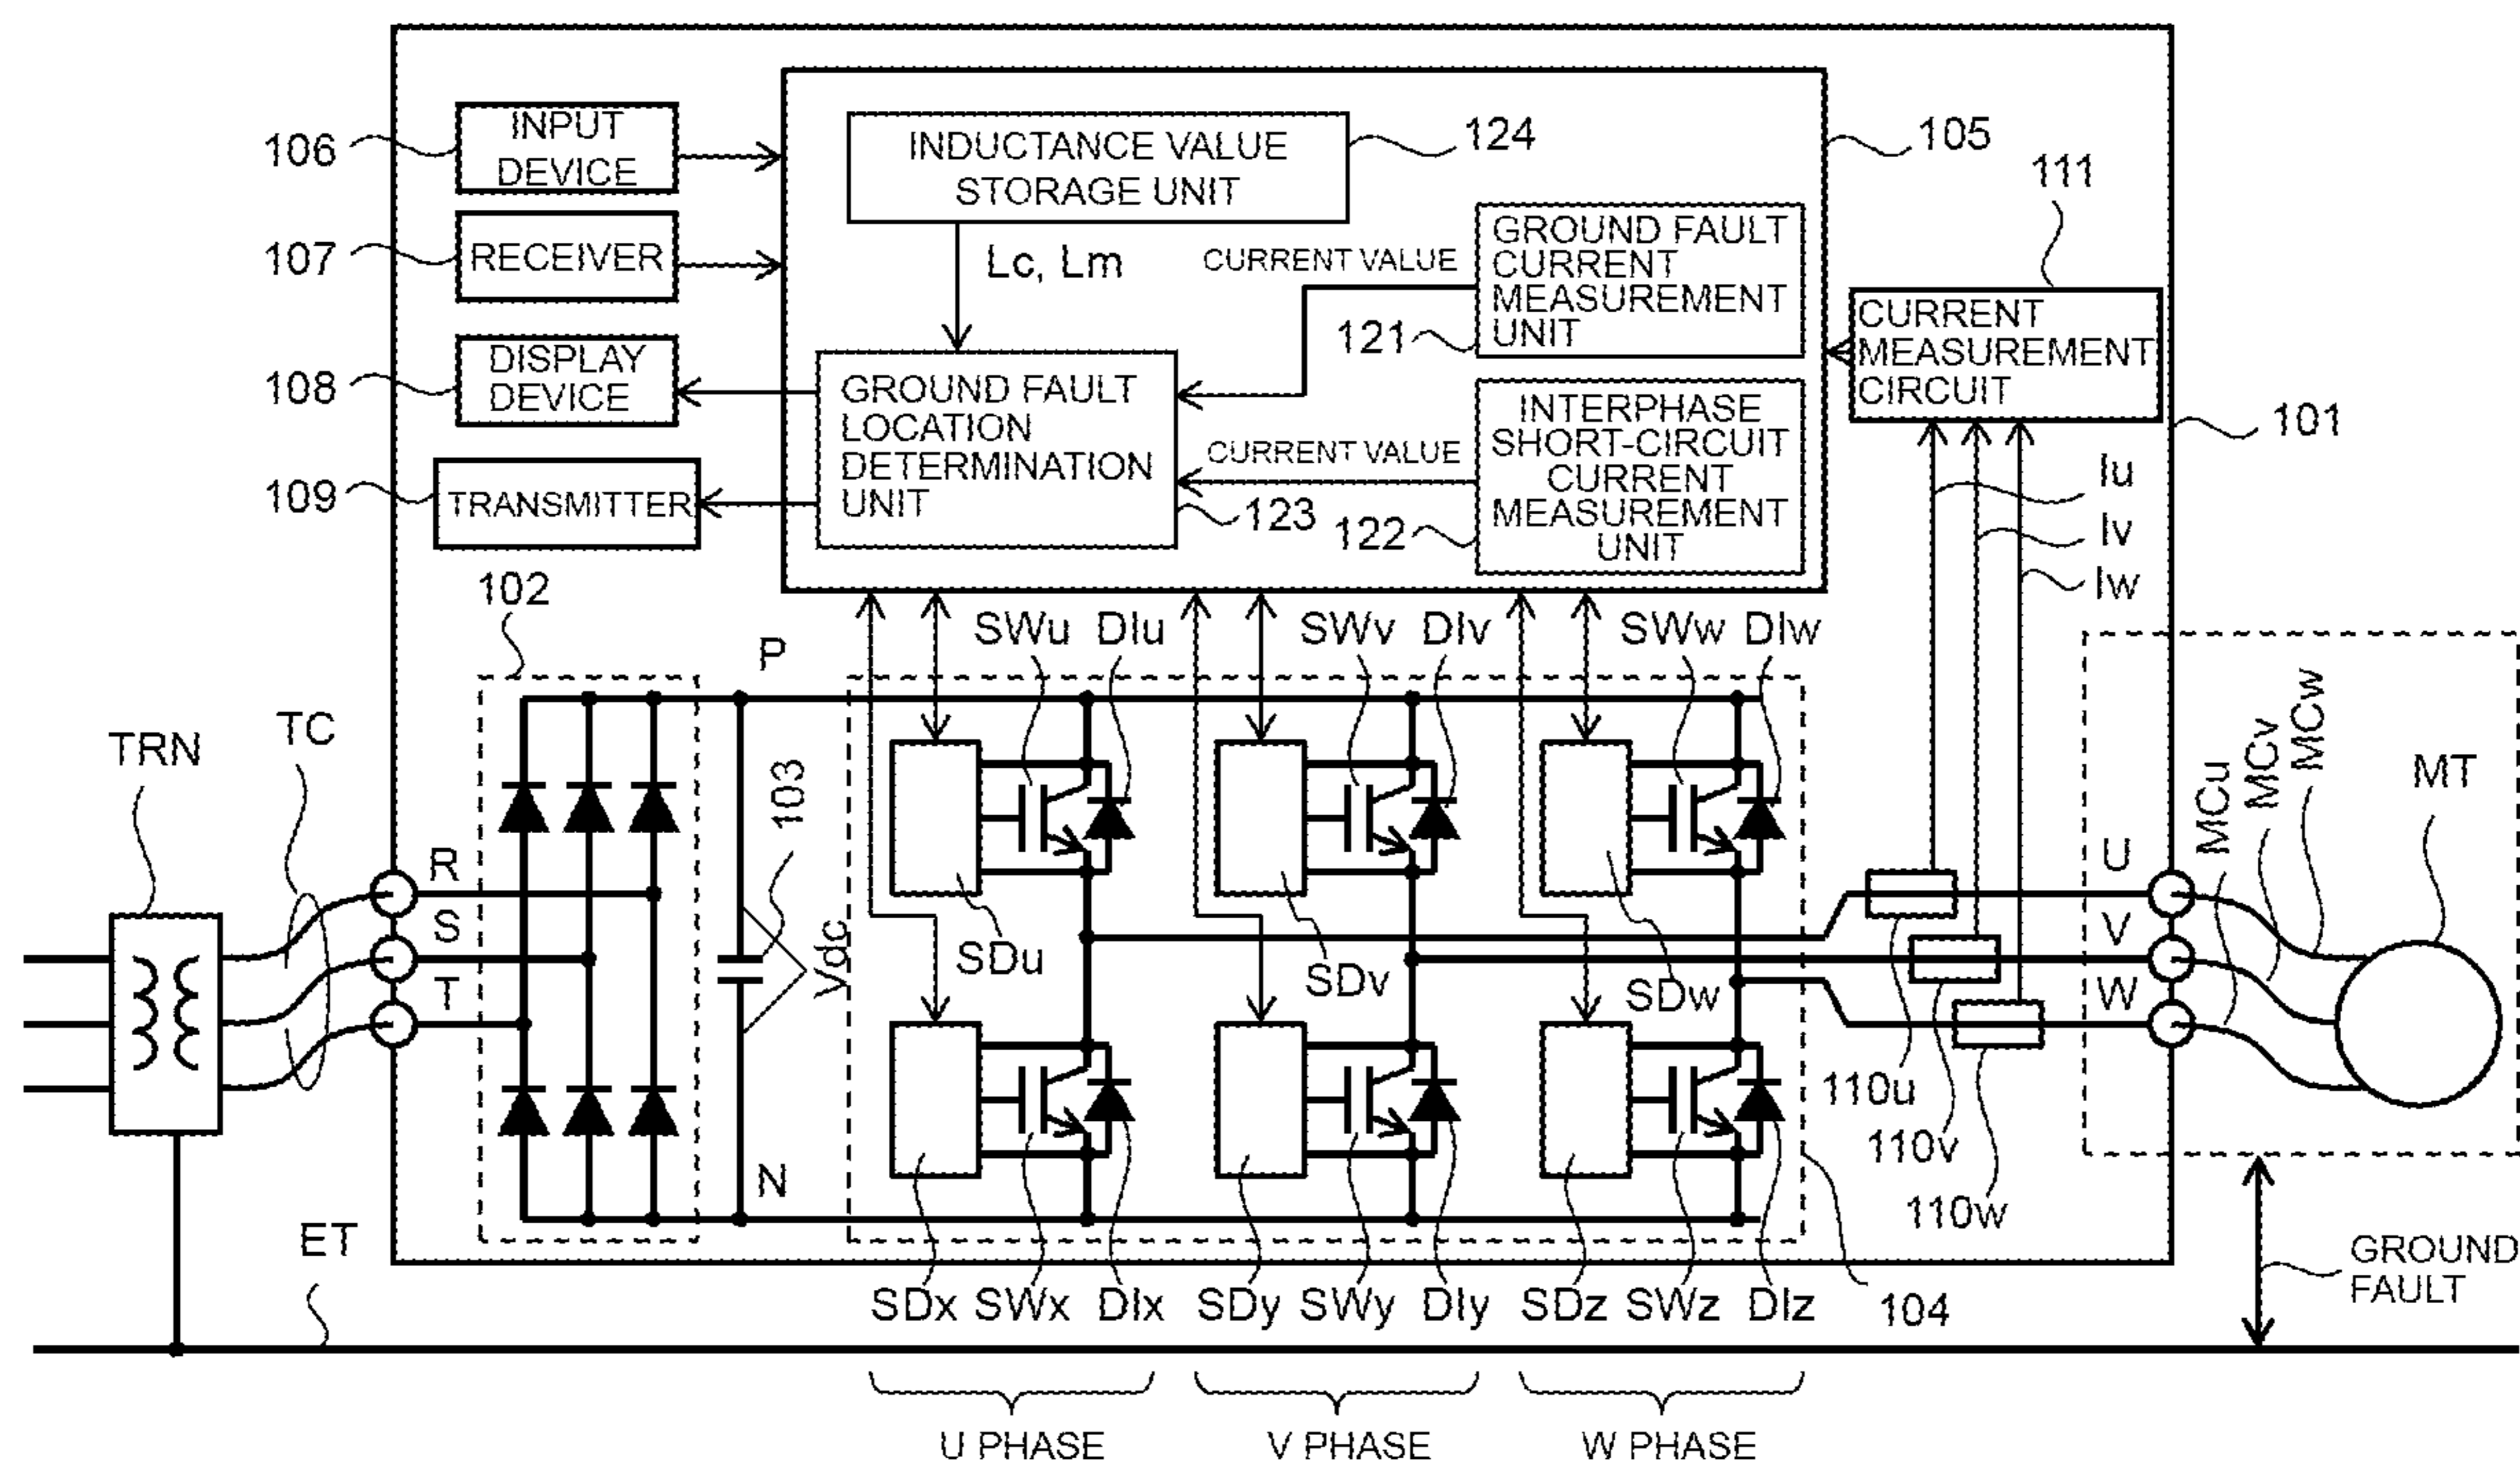 INPUT
DEVICE
106
RECEIVER
107
DISPLAY
DEVICE
108
TRANSMITTER
109
INDUCTANCE VALUE
STORAGE UNIT
124
105
111
Lc, Lm
CURRENT VALUE
GROUND FAULT
CURRENT
MEASUREMENT
UNIT
121
CURRENT
MEASUREMENT
CIRCUIT
101
GROUND FAULT
LOCATION
DETERMINATION
UNIT
123
CURRENT VALUE
INTERPHASE
SHORT-CIRCUIT
CURRENT
MEASUREMENT
UNIT
122
Iu
Iv
Iw
102
P
SWu
DIu
SWv
DIv
SWw
DIw
TRN
TC
103
Vdc
R
S
T
N
SDu
SDv
SDw
U
V
W
MCu
MCv
MCw
MT
110u
110v
110w
ET
SDx
SWx
DIx
SDy
SWy
DIy
SDz
SWz
DIz
104
GROUND
FAULT
U PHASE
V PHASE
W PHASE